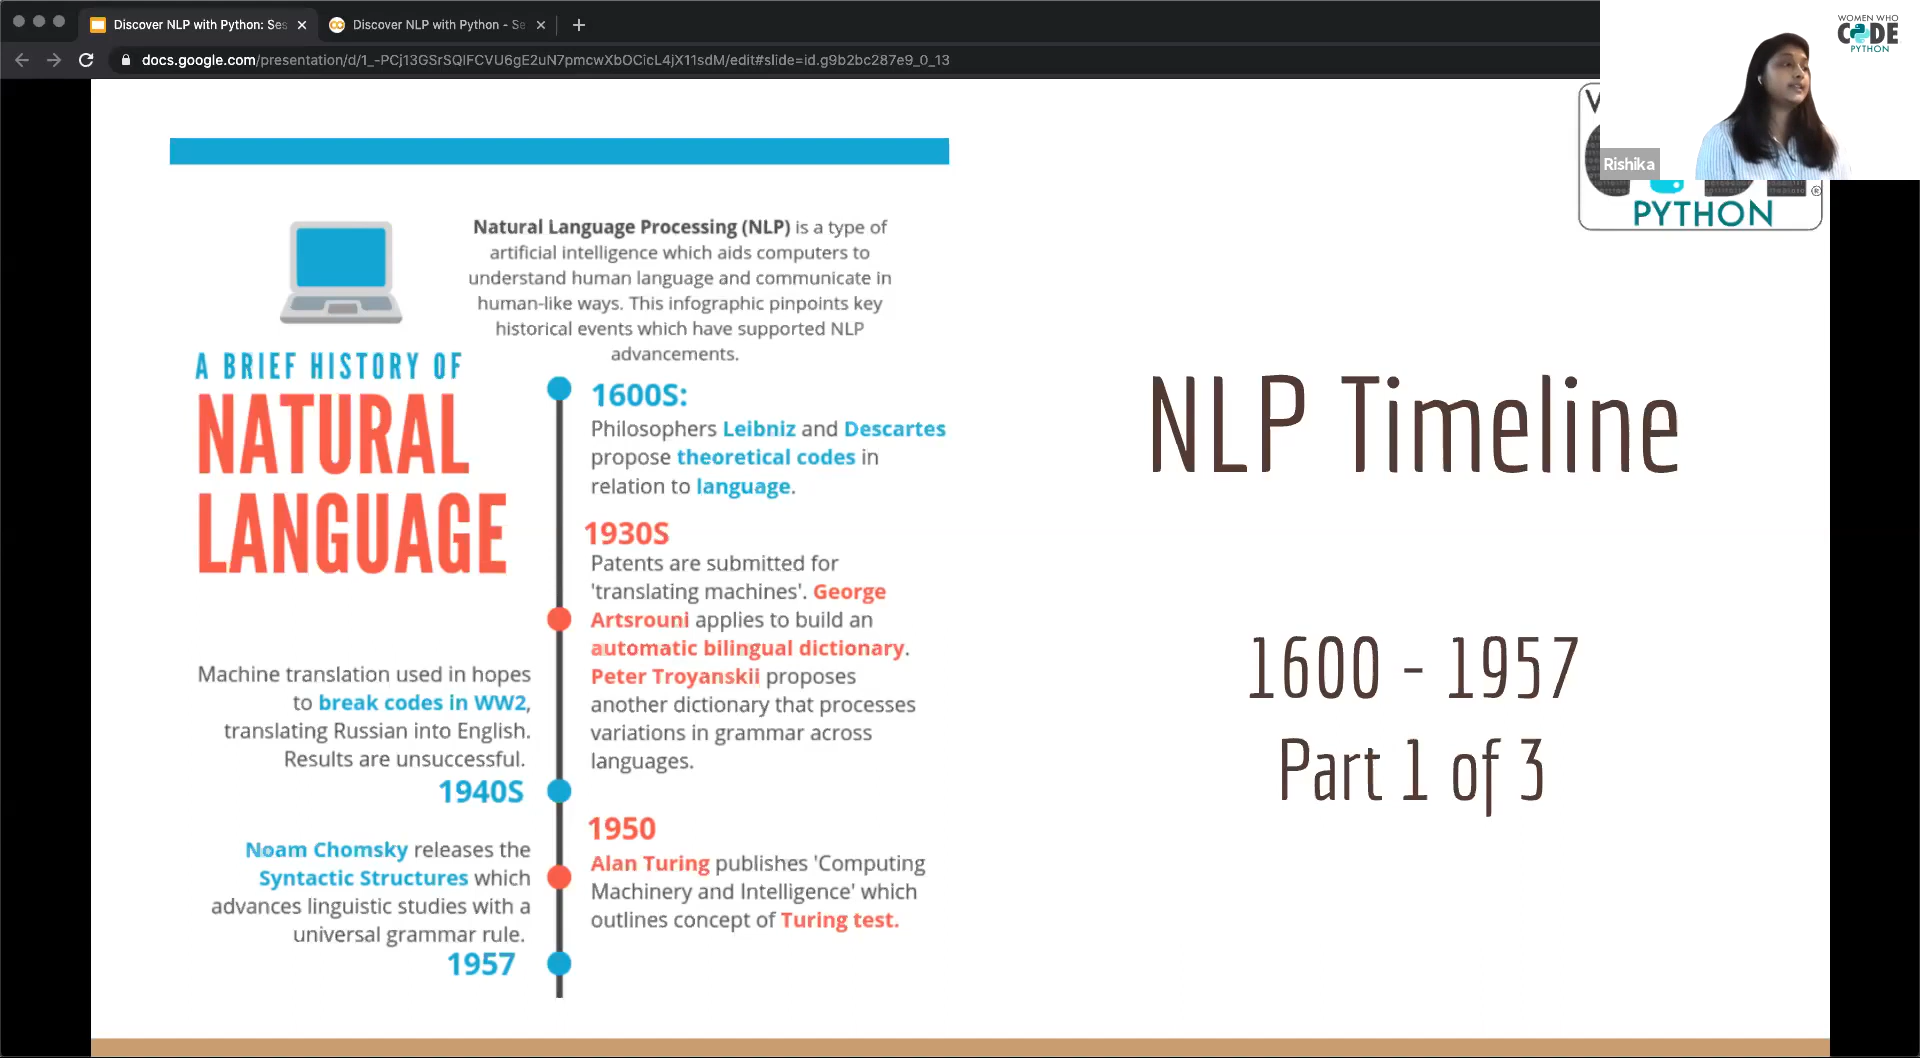 Discover NLP with Python: Ses
Discover NLP with Python - Se
docs.google.com/presentation/d/1_-PCj13GSrSQIFCVU6gE2uN7pmcwXbOCicL4jX11sdM/edit#slide=id.g9b2bc287e9_0_13
WOMEN WHO
CODE
PYTHON
Rishika
PYTHON
Natural Language Processing (NLP) is a type of
artificial intelligence which aids computers to
understand human language and communicate in
human-like ways. This infographic pinpoints key
historical events which have supported NLP
advancements.
A BRIEF HISTORY OF
NATURAL
LANGUAGE
1600S:
Philosophers Leibniz and Descartes
propose theoretical codes in
relation to language.
1930S
Patents are submitted for
'translating machines'. George
Artsrouni applies to build an
automatic bilingual dictionary.
Peter Troyanskii proposes
another dictionary that processes
variations in grammar across
languages.
Machine translation used in hopes
to break codes in WW2,
translating Russian into English.
Results are unsuccessful.
1940S
1950
Alan Turing publishes 'Computing
Machinery and Intelligence' which
outlines concept of Turing test.
Noam Chomsky releases the
Syntactic Structures which
advances linguistic studies with a
universal grammar rule.
1957
NLP Timeline
1600 - 1957
Part 1 of 3